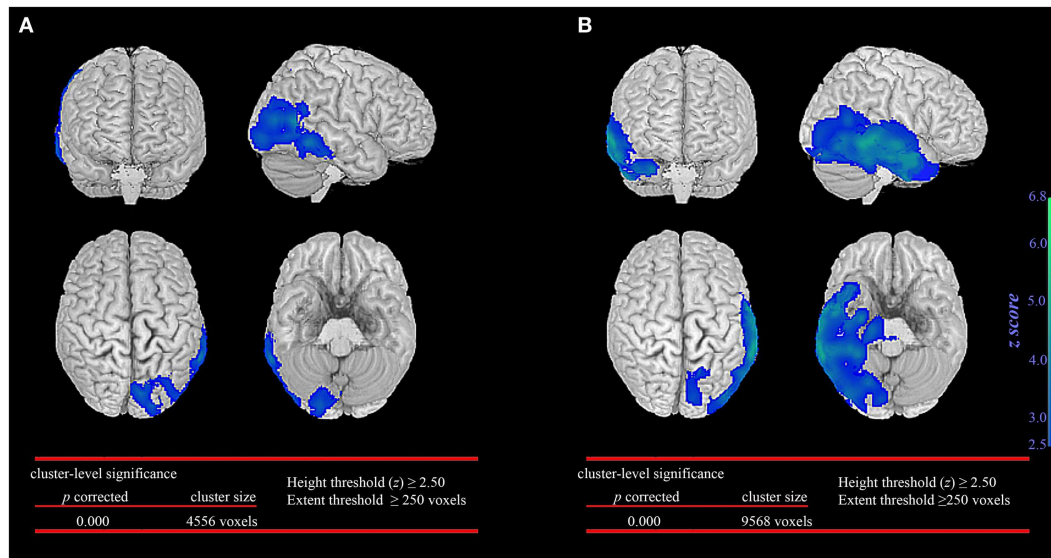 A
B
6.8
6.0
5.0
4.0
3.0
2.5
z score
cluster-level significance
p corrected cluster size
0.000 4556 voxels
Height threshold (z) ≥ 2.50
Extent threshold ≥ 250 voxels
cluster-level significance
p corrected cluster size
0.000 9568 voxels
Height threshold (z) ≥ 2.50
Extent threshold ≥250 voxels